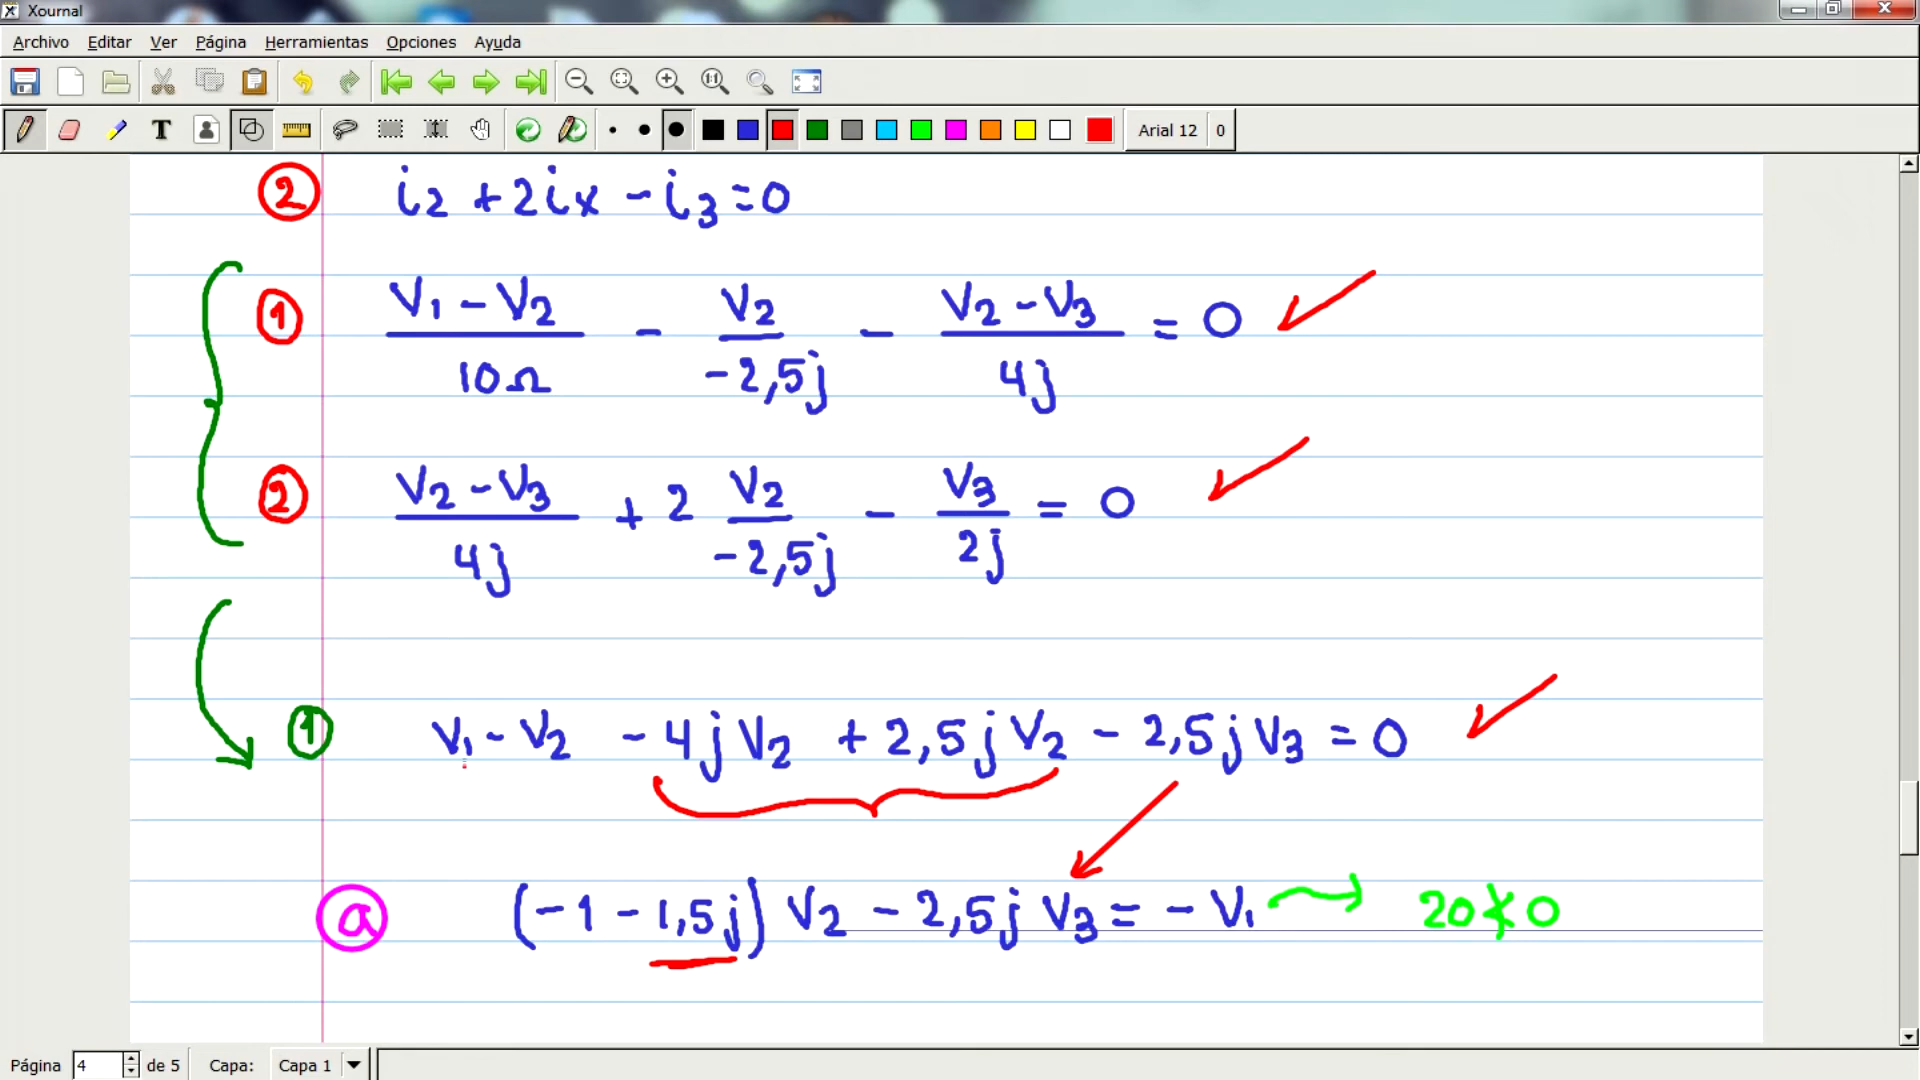 Xournal
Archivo Editar Ver Página Herramientas Opciones Ayuda
Arial 12 0
② i₂ + 2ix - i₃ = 0
① (V₁ - V₂)/10Ω - V₂/(-2,5j) - (V₂ - V₃)/4j = 0
② (V₂ - V₃)/4j + 2 V₂/(-2,5j) - V₃/2j = 0
① V₁ - V₂ - 4jV₂ + 2,5jV₂ - 2,5jV₃ = 0
ⓐ (-1 - 1,5j) V₂ - 2,5j V₃ = - V₁ → 20∡0
Página 4 de 5 Capa: Capa 1